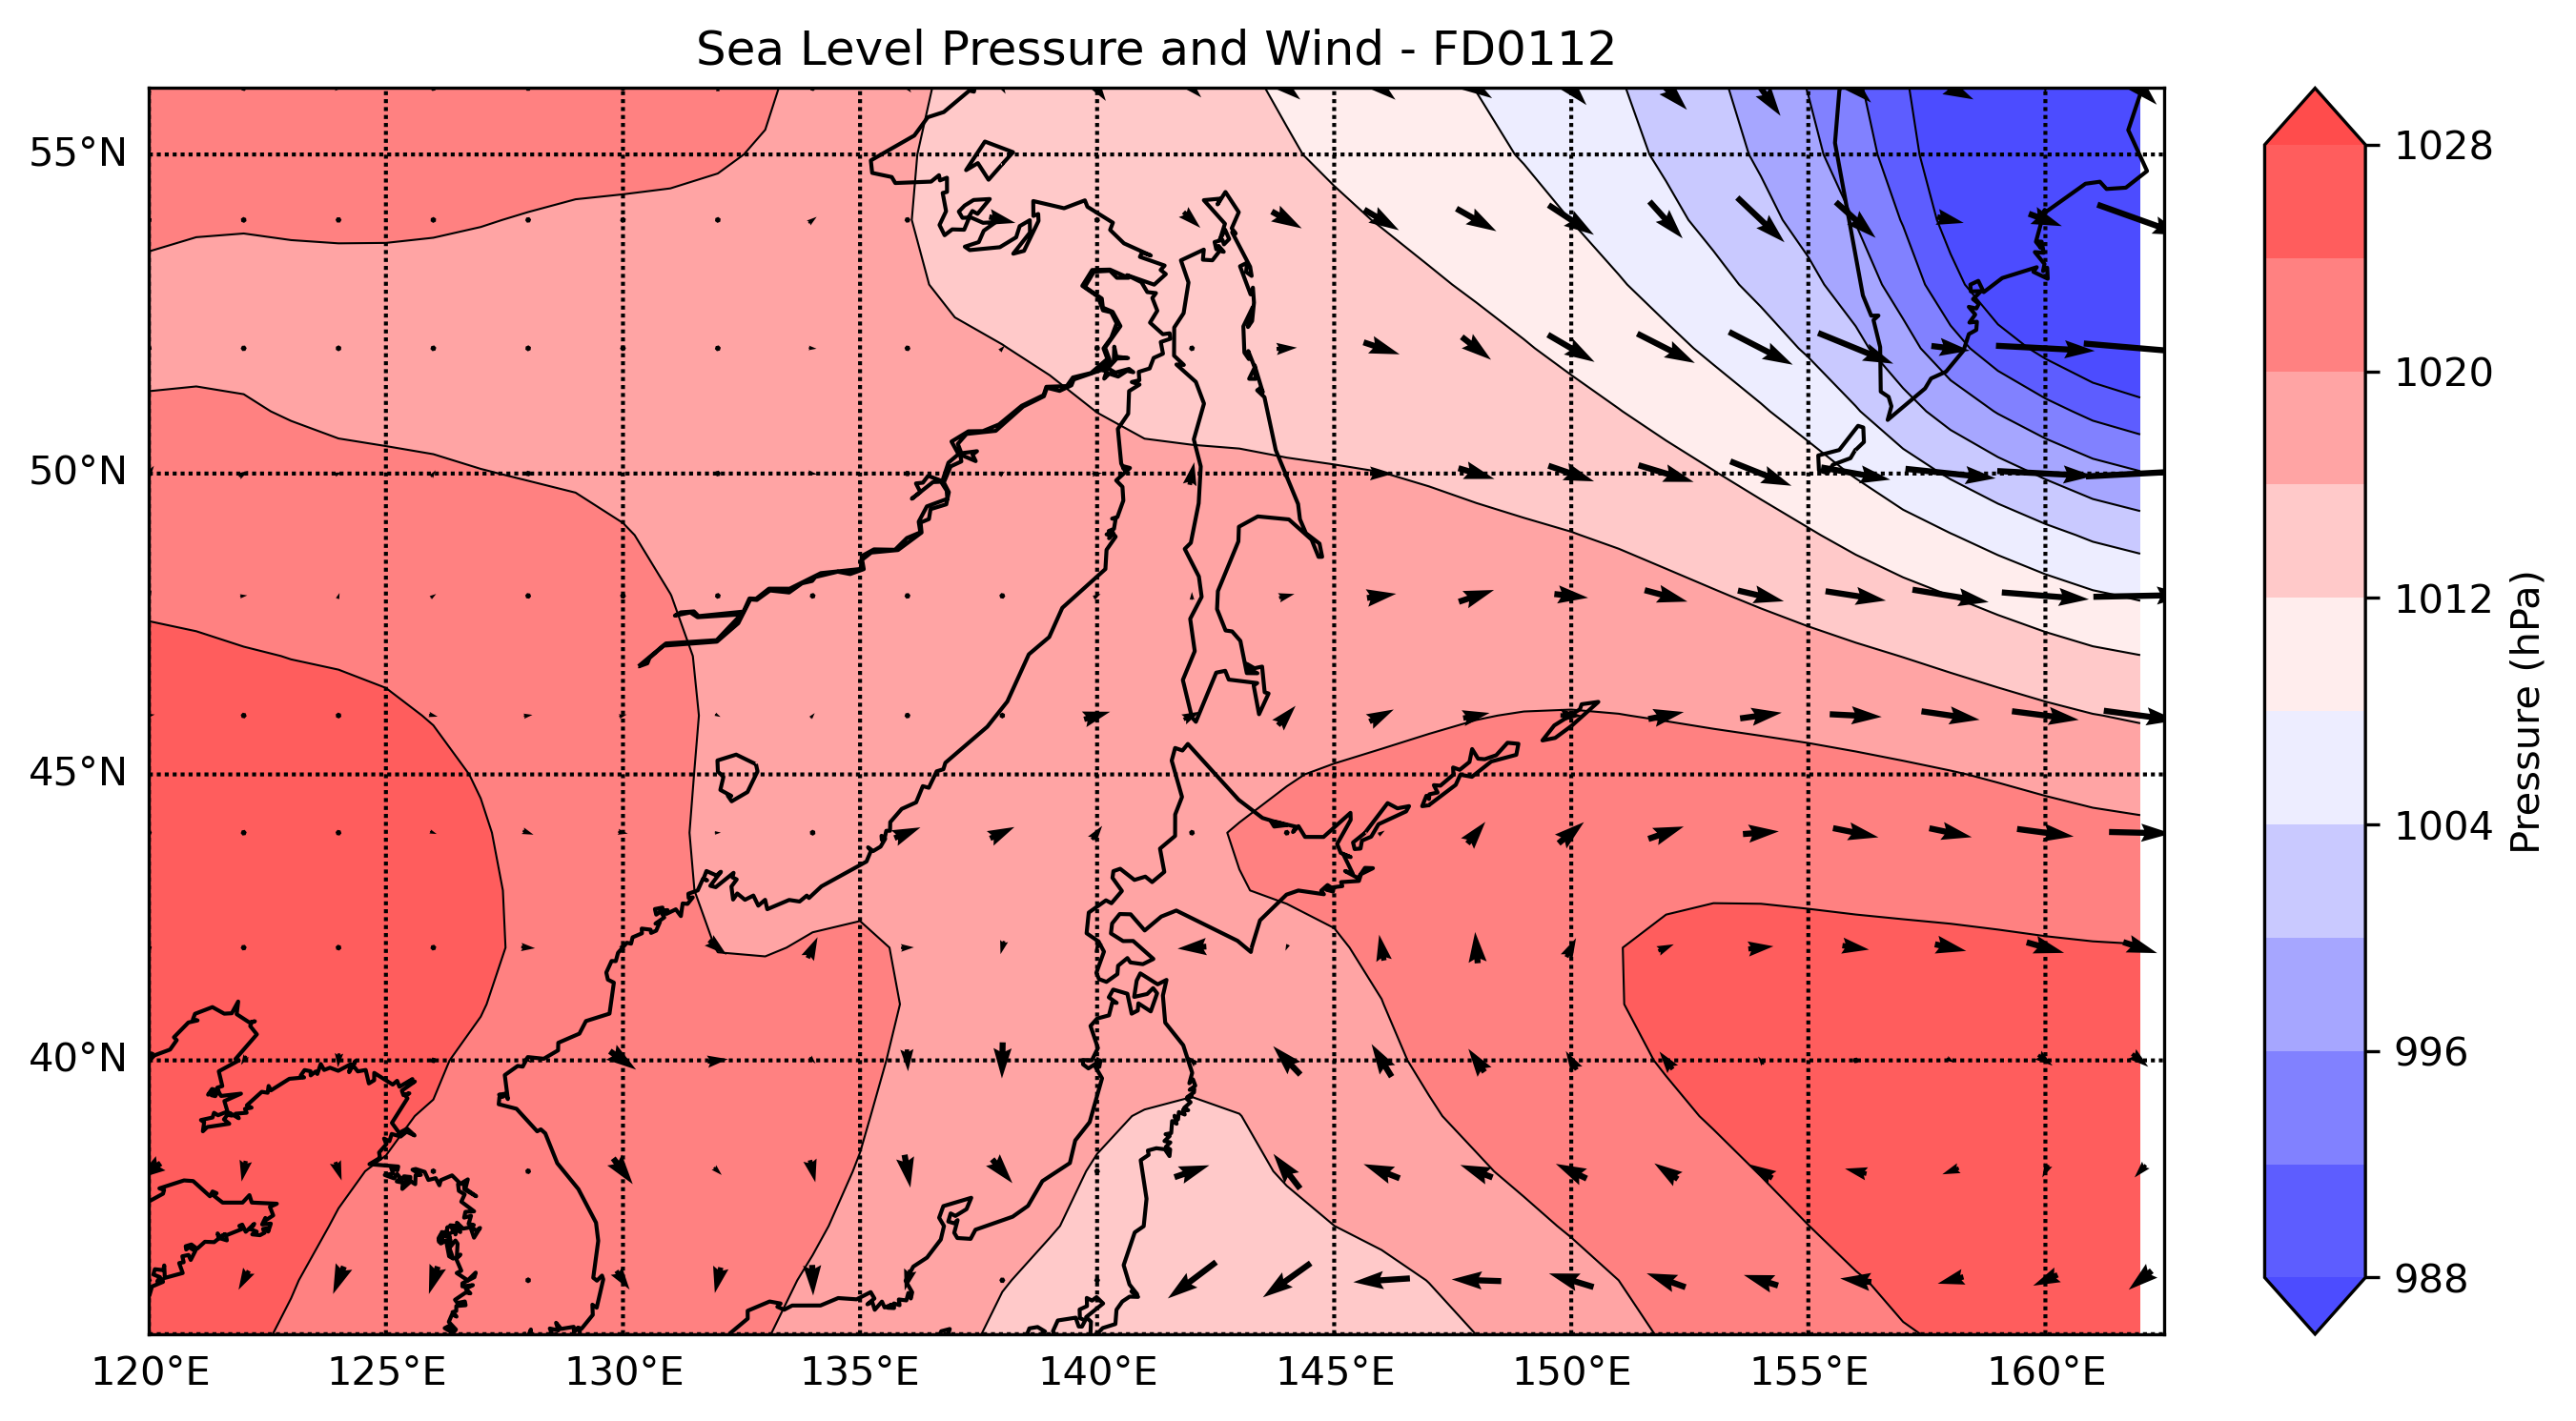 Sea Level Pressure and Wind - FD0112
55°N
50°N
45°N
40°N
120°E
125°E
130°E
135°E
140°E
145°E
150°E
155°E
160°E
1028
1020
1012
1004
996
988
Pressure (hPa)